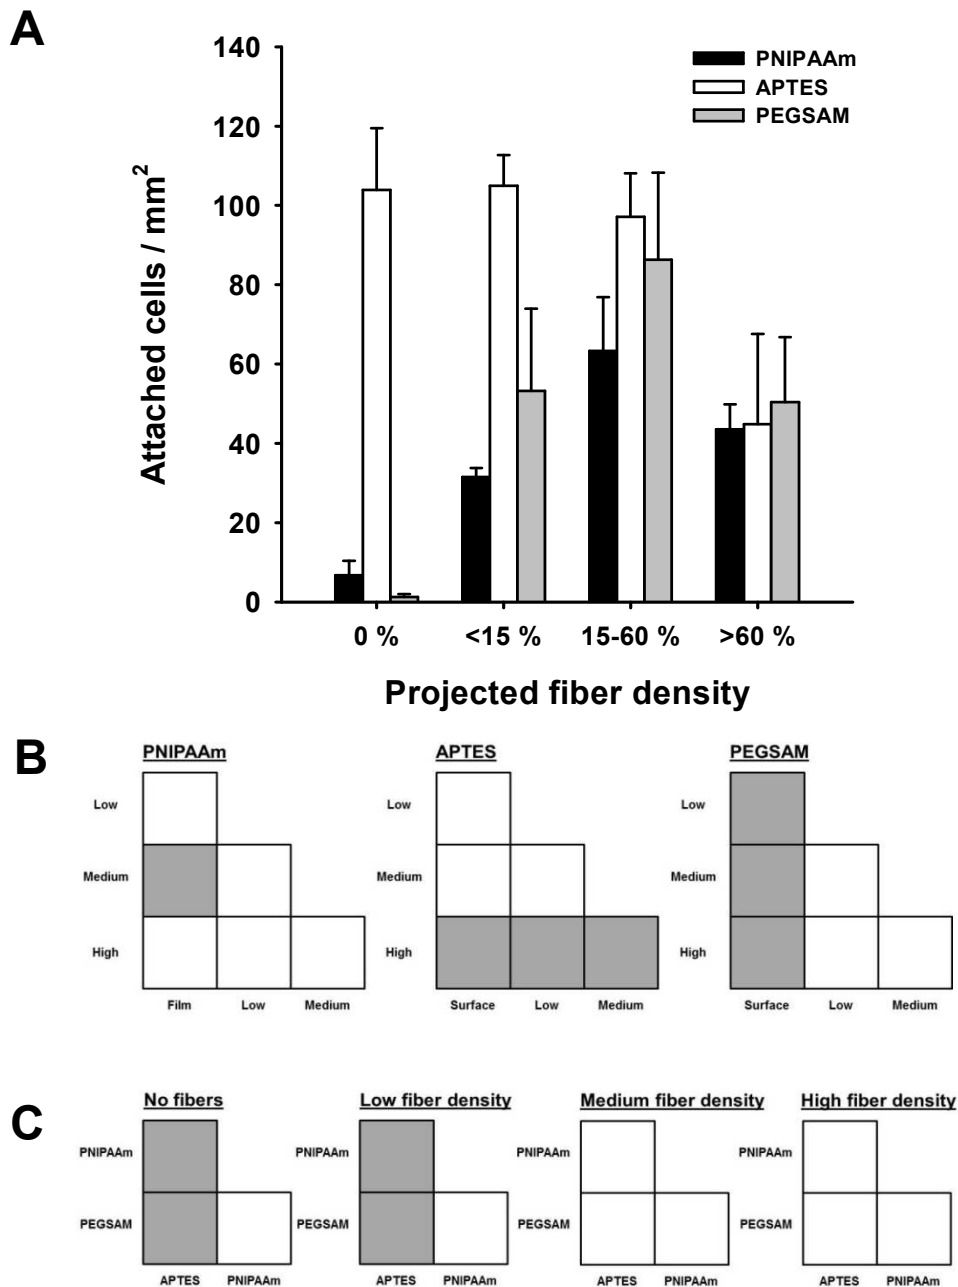 A
140
120
100
80
60
40
20
0
Attached cells / mm²
PNIPAAm
APTES
PEGSAM
0 % <15 % 15-60 % >60 %
Projected fiber density
B
PNIPAAm APTES PEGSAM
Low Low Low
Medium Medium Medium
High High High
Film Low Medium Surface Low Medium Surface Low Medium
C
No fibers Low fiber density Medium fiber density High fiber density
PNIPAAm PNIPAAm PNIPAAm PNIPAAm
PEGSAM PEGSAM PEGSAM PEGSAM
APTES PNIPAAm APTES PNIPAAm APTES PNIPAAm APTES PNIPAAm